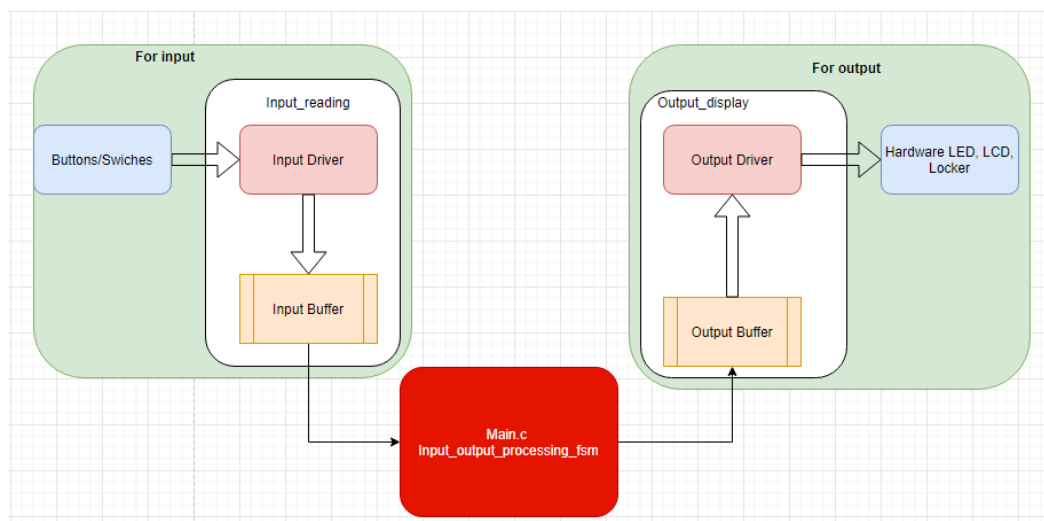 For input
Input_reading
Buttons/Swiches
Input Driver
Input Buffer
Main.c
Input_output_processing_fsm
For output
Output_display
Output Driver
Hardware LED, LCD,
Locker
Output Buffer